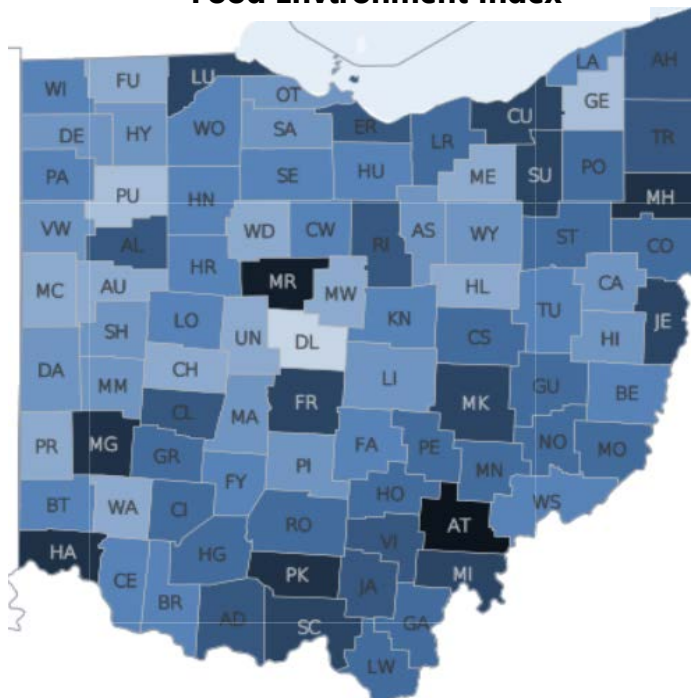 Food Environment Index
LA
AH
WI
FU
LU
OT
GE
CU
ER
DE
HY
WO
SA
LR
TR
PA
SE
HU
ME
SU
PO
PU
HN
MH
VW
AL
WD
CW
RI
AS
WY
ST
CO
HR
MC
AU
MR
MW
HL
CA
LO
KN
TU
JE
SH
UN
DL
CS
HI
DA
CH
LI
MM
FR
MK
GU
BE
CL
MA
PR
MG
GR
FA
PE
NO
MO
PI
MN
FY
BT
WA
CI
HO
WS
RO
AT
HA
HG
VI
CE
PK
JA
MI
BR
AD
SC
GA
LW